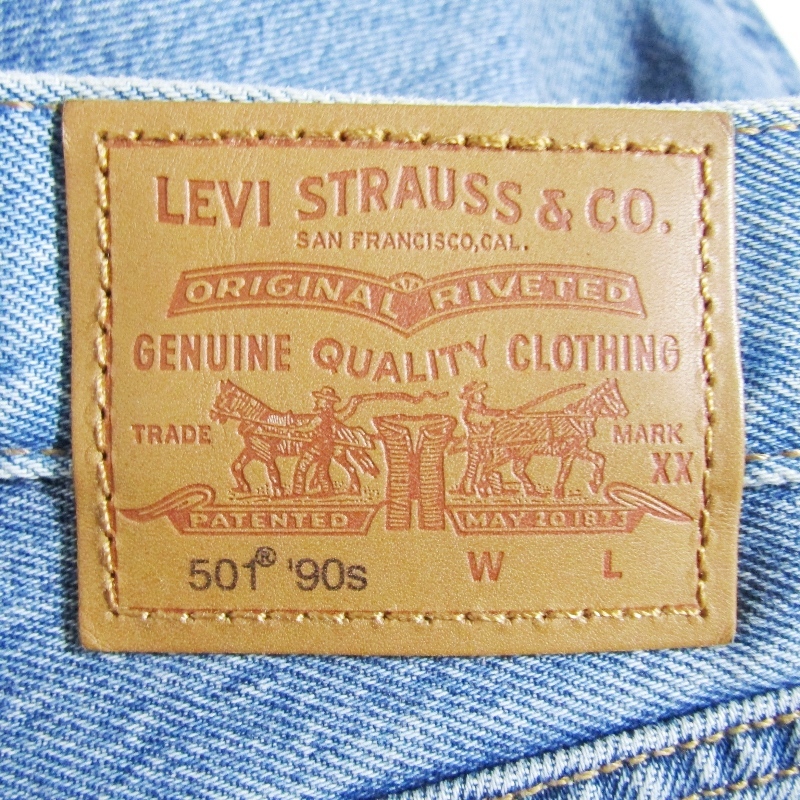 LEVI STRAUSS & CO.
SAN FRANCISCO, CAL.
ORIGINAL RIVETED
GENUINE QUALITY CLOTHING
TRADE MARK
XX
PATENTED MAY 20 1873
501® '90s W L